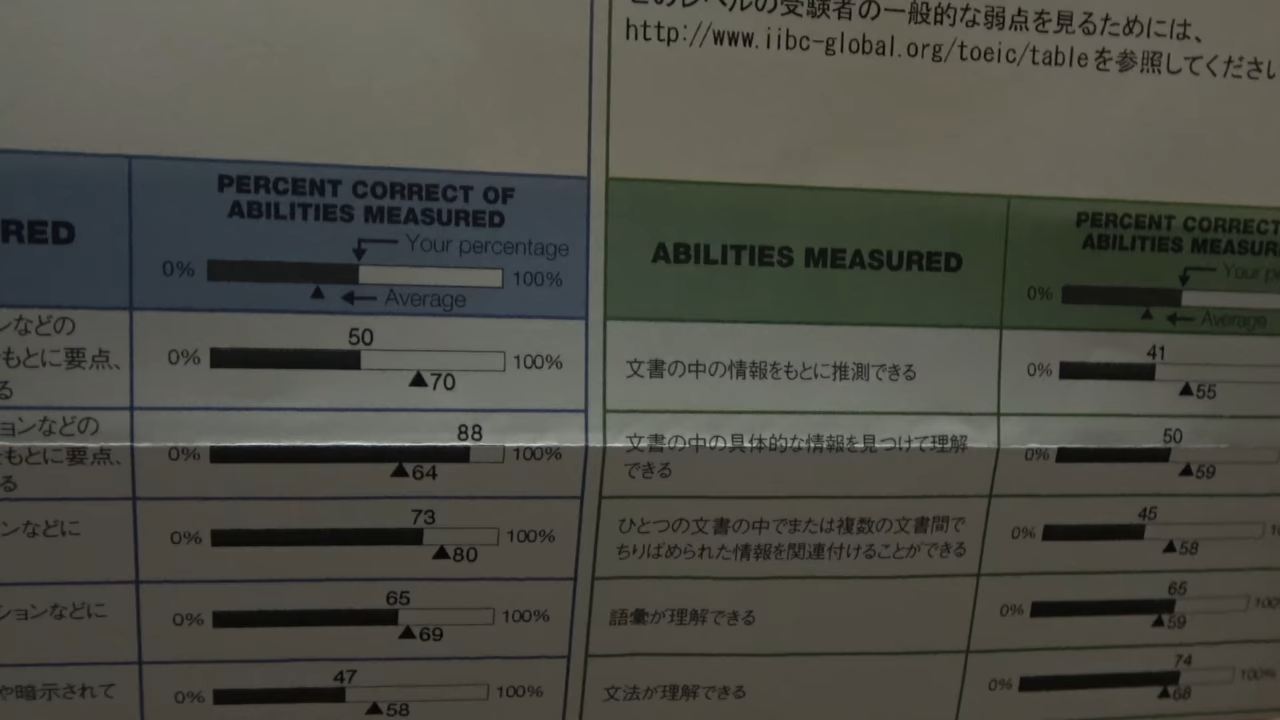 このレベルの受験者の一般的な弱点を見るためには、
http://www.iibc-global.org/toeic/tableを参照してください
RED
PERCENT CORRECT OF
ABILITIES MEASURED
Your percentage
0% 100%
Average
ンなどの
もとに要点、
る
0% 50 100%
▲70
ションなどの
もとに要点、
る
0% 88 100%
▲64
ンなどに
0% 73 100%
▲80
ションなどに
0% 65 100%
▲69
や暗示されて
0% 47 100%
▲58
ABILITIES MEASURED
PERCENT CORRECT
ABILITIES MEASUR
Your p
0%
Average
文書の中の情報をもとに推測できる
0% 41
▲55
文書の中の具体的な情報を見つけて理解
できる
0% 50
▲59
ひとつの文書の中でまたは複数の文書間で
ちりばめられた情報を関連付けることができる
0% 45
▲58
語彙が理解できる
0% 65 100
▲59
文法が理解できる
0% 74 100%
▲68